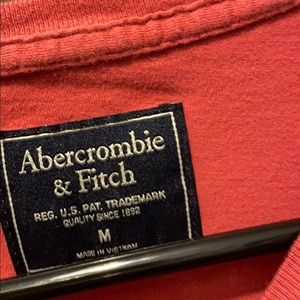 Abercrombie
& Fitch
REG. U.S. PAT. TRADEMARK
QUALITY SINCE 1892
M
MADE IN VIETNAM